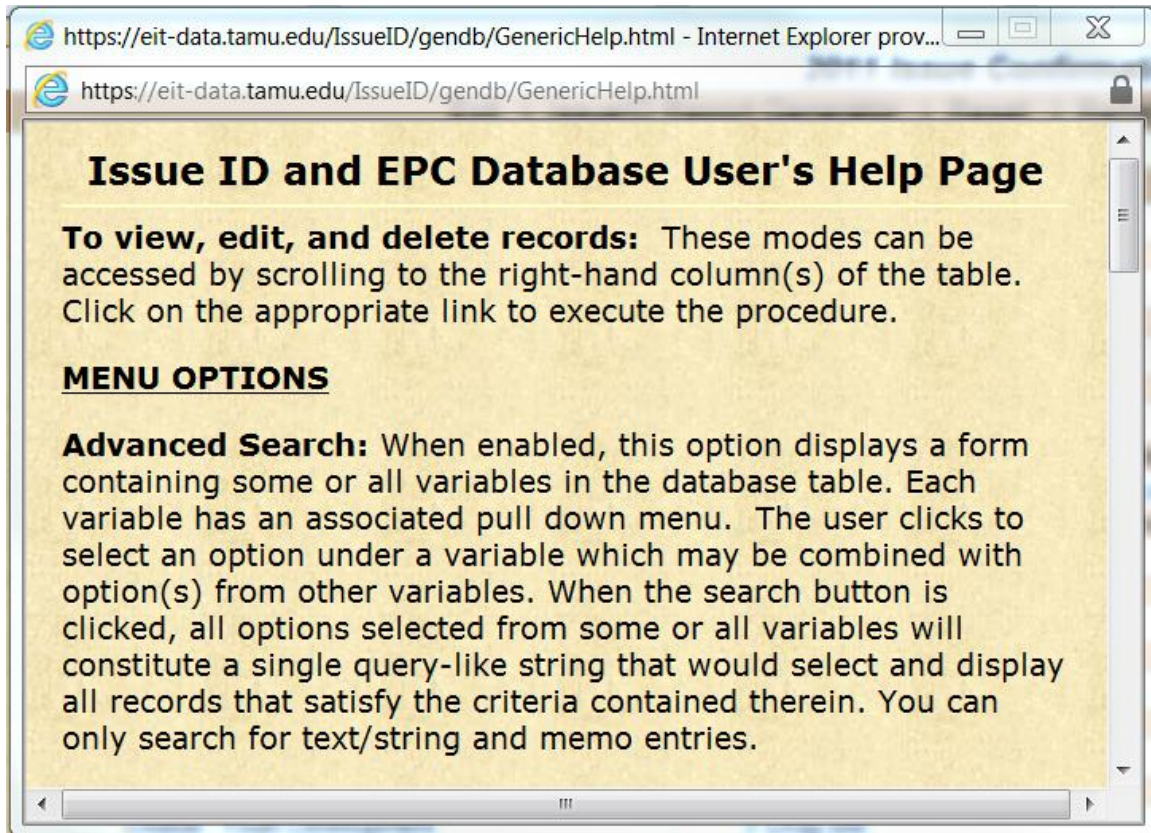 https://eit-data.tamu.edu/IssueID/gendb/GenericHelp.html - Internet Explorer prov...
https://eit-data.tamu.edu/IssueID/gendb/GenericHelp.html
Issue ID and EPC Database User's Help Page
To view, edit, and delete records: These modes can be
accessed by scrolling to the right-hand column(s) of the table.
Click on the appropriate link to execute the procedure.
MENU OPTIONS
Advanced Search: When enabled, this option displays a form
containing some or all variables in the database table. Each
variable has an associated pull down menu. The user clicks to
select an option under a variable which may be combined with
option(s) from other variables. When the search button is
clicked, all options selected from some or all variables will
constitute a single query-like string that would select and display
all records that satisfy the criteria contained therein. You can
only search for text/string and memo entries.